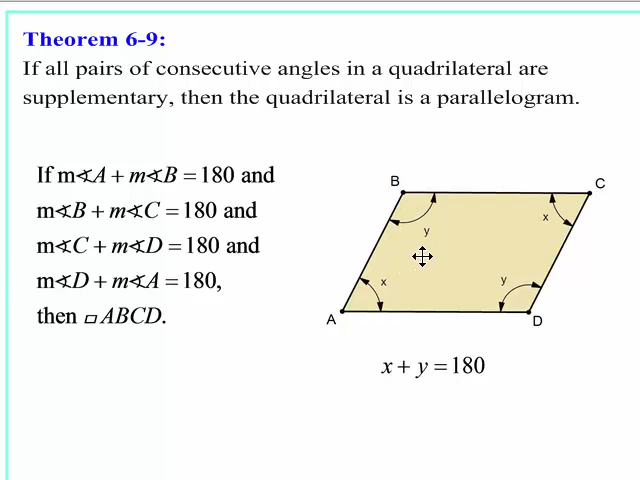 Theorem 6-9:
If all pairs of consecutive angles in a quadrilateral are
supplementary, then the quadrilateral is a parallelogram.
If m∢A + m∢B = 180 and
m∢B + m∢C = 180 and
m∢C + m∢D = 180 and
m∢D + m∢A = 180,
then ▱ABCD.
B
C
x
y
x
y
A
D
x + y = 180